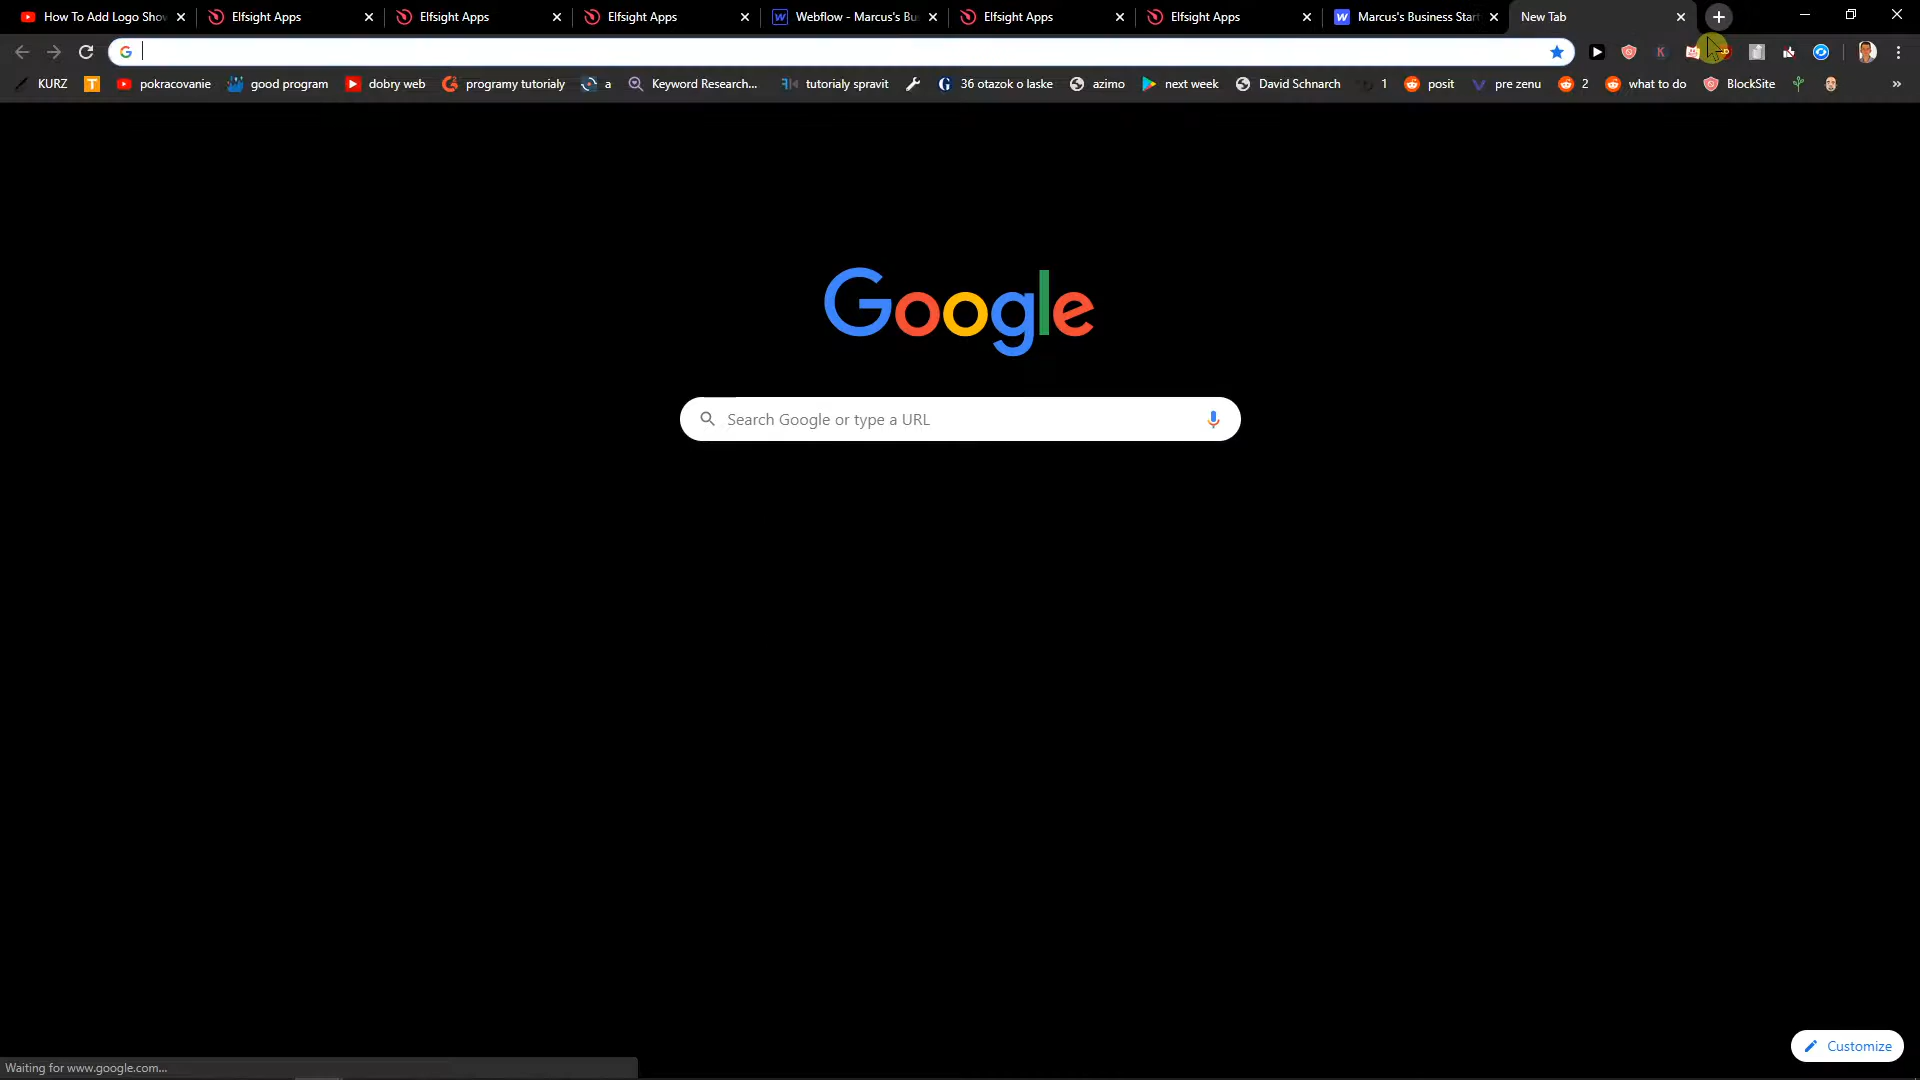 How To Add Logo Show
Elfsight Apps
Elfsight Apps
Elfsight Apps
Webflow - Marcus's Bus
Elfsight Apps
Elfsight Apps
Marcus's Business Start
New Tab
KURZ
T
pokracovanie
good program
dobry web
programy tutorialy
a
Keyword Research...
tutorialy spravit
36 otazok o laske
azimo
next week
David Schnarch
1
posit
pre zenu
2
what to do
BlockSite
»
Google
Search Google or type a URL
Customize
Waiting for www.google.com...